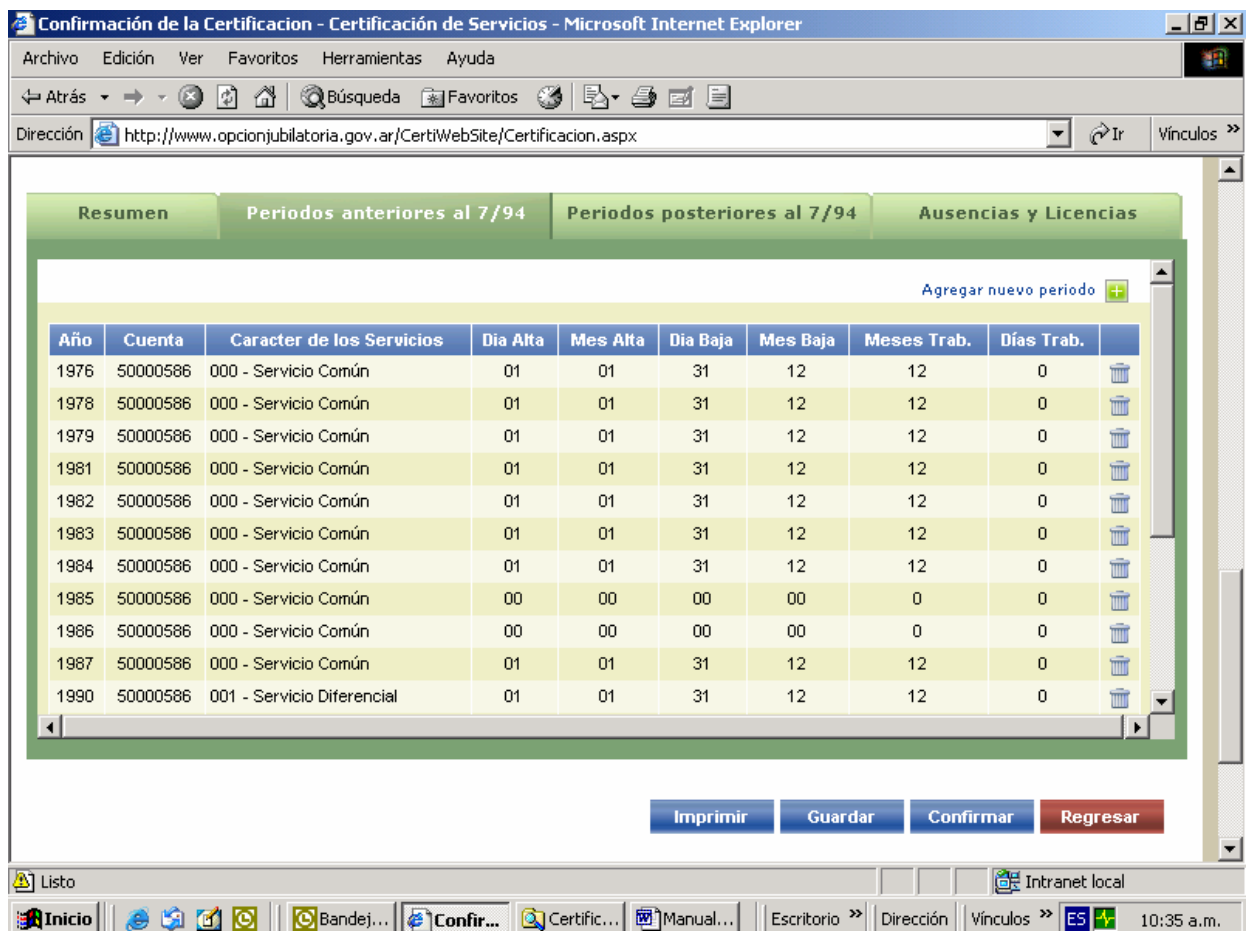 Confirmación de la Certificacion - Certificación de Servicios - Microsoft Internet Explorer
Archivo Edición Ver Favoritos Herramientas Ayuda
Atrás Búsqueda Favoritos
Dirección http://www.opcionjubilatoria.gov.ar/CertiWebSite/Certificacion.aspx Ir Vínculos »
Resumen Periodos anteriores al 7/94 Periodos posteriores al 7/94 Ausencias y Licencias
Agregar nuevo periodo
Año Cuenta Caracter de los Servicios Dia Alta Mes Alta Dia Baja Mes Baja Meses Trab. Días Trab.
1976 50000586 000 - Servicio Común 01 01 31 12 12 0
1978 50000586 000 - Servicio Común 01 01 31 12 12 0
1979 50000586 000 - Servicio Común 01 01 31 12 12 0
1981 50000586 000 - Servicio Común 01 01 31 12 12 0
1982 50000586 000 - Servicio Común 01 01 31 12 12 0
1983 50000586 000 - Servicio Común 01 01 31 12 12 0
1984 50000586 000 - Servicio Común 01 01 31 12 12 0
1985 50000586 000 - Servicio Común 00 00 00 00 0 0
1986 50000586 000 - Servicio Común 00 00 00 00 0 0
1987 50000586 000 - Servicio Común 01 01 31 12 12 0
1990 50000586 001 - Servicio Diferencial 01 01 31 12 12 0
Imprimir Guardar Confirmar Regresar
Listo Intranet local
Inicio Bandej... Confir... Certific... Manual... Escritorio » Dirección Vínculos » ES 10:35 a.m.